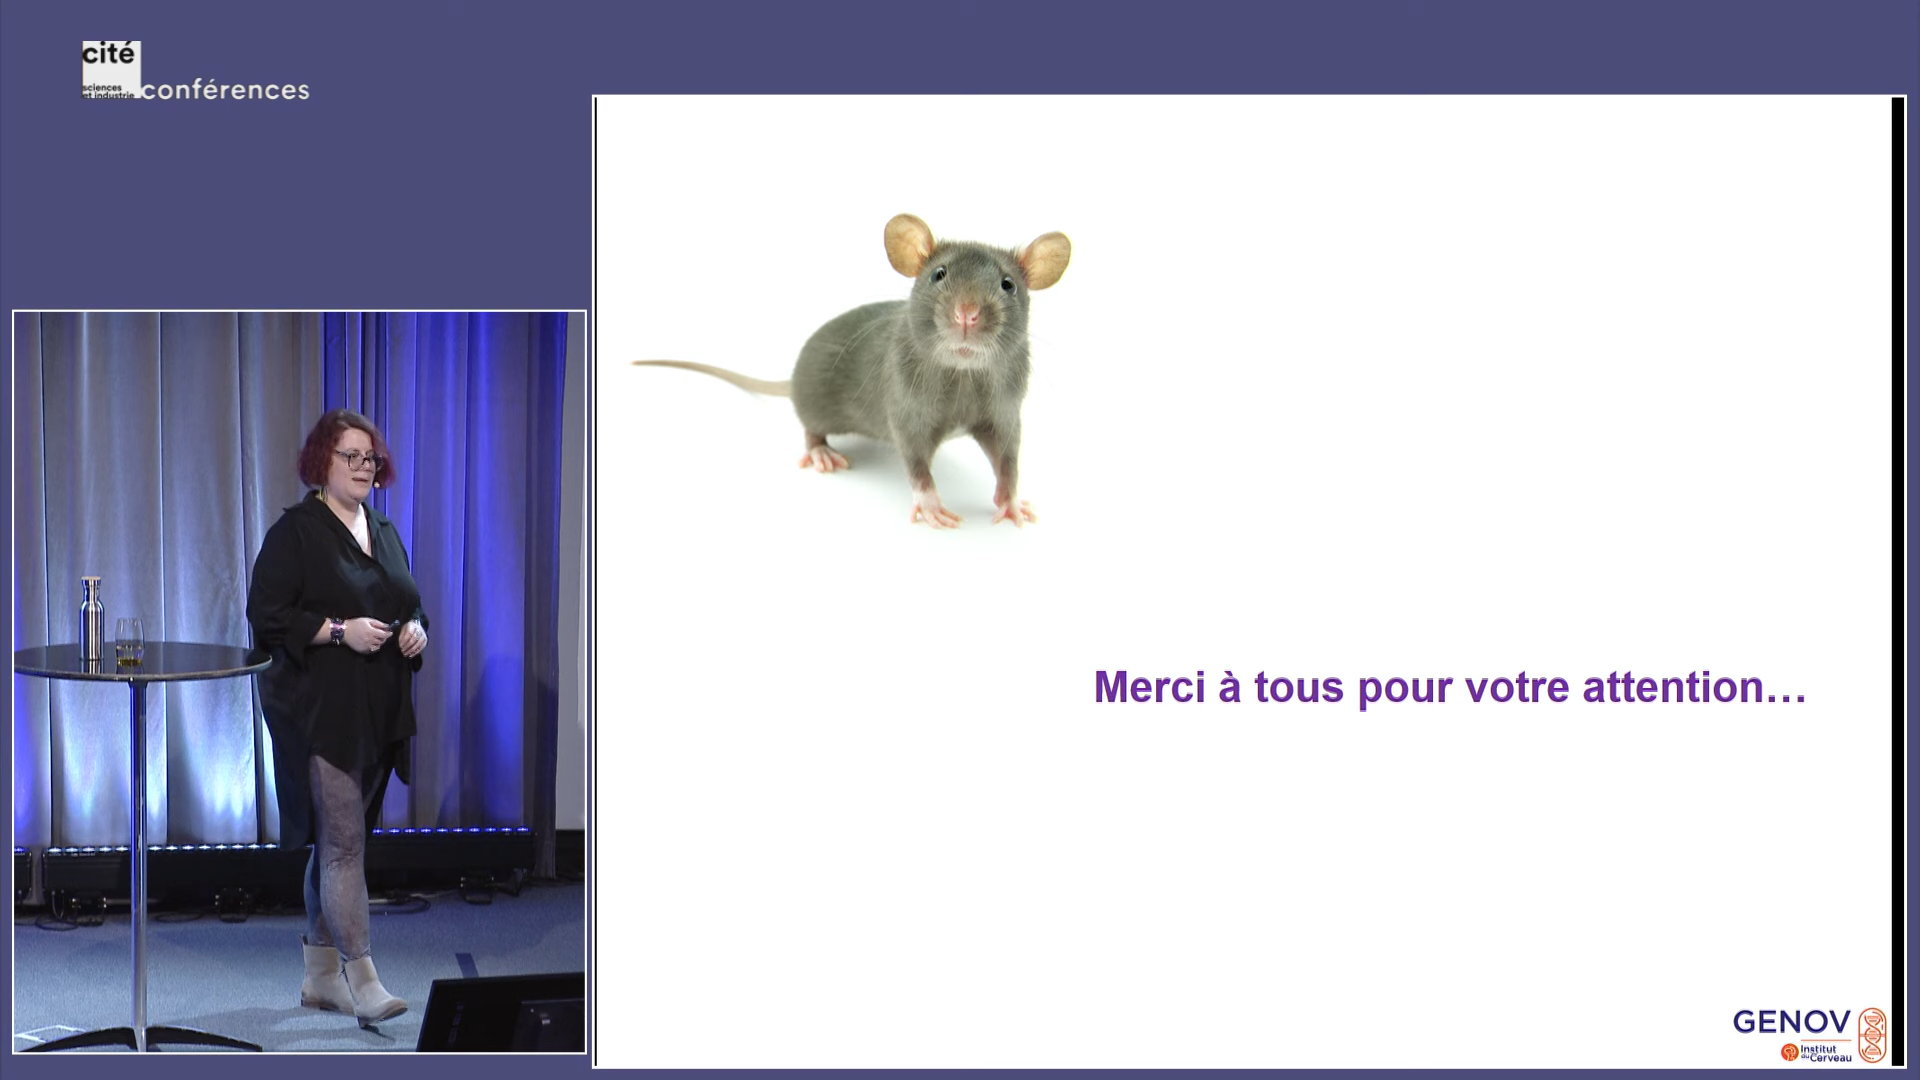 cité
sciences
et industrie
conférences
Merci à tous pour votre attention…
GENOV
Institut
du Cerveau